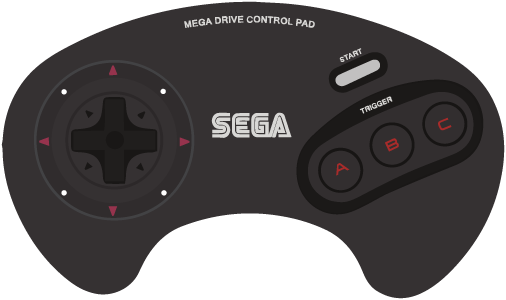 MEGA DRIVE CONTROL PAD
START
TRIGGER
SEGA
A
B
C